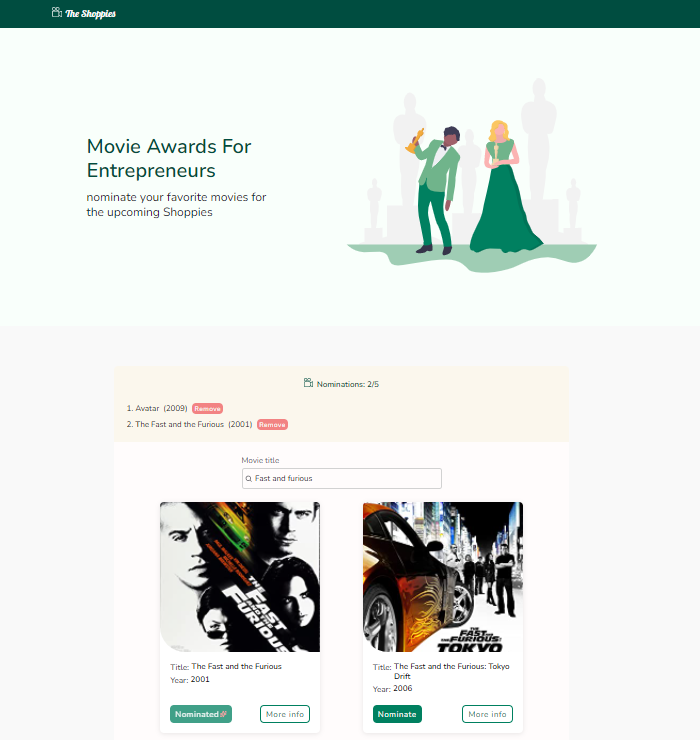 The Shoppies
Movie Awards For
Entrepreneurs
nominate your favorite movies for
the upcoming Shoppies
Nominations: 2/5
1. Avatar (2009) Remove
2. The Fast and the Furious (2001) Remove
Movie title
Fast and furious
THE
FAST
AND THE
FURIOUS
THE
FAST
AND THE
FURIOUS:
TOKYO
Title: The Fast and the Furious
Year: 2001
Nominated
More info
Title: The Fast and the Furious: Tokyo
Drift
Year: 2006
Nominate
More info